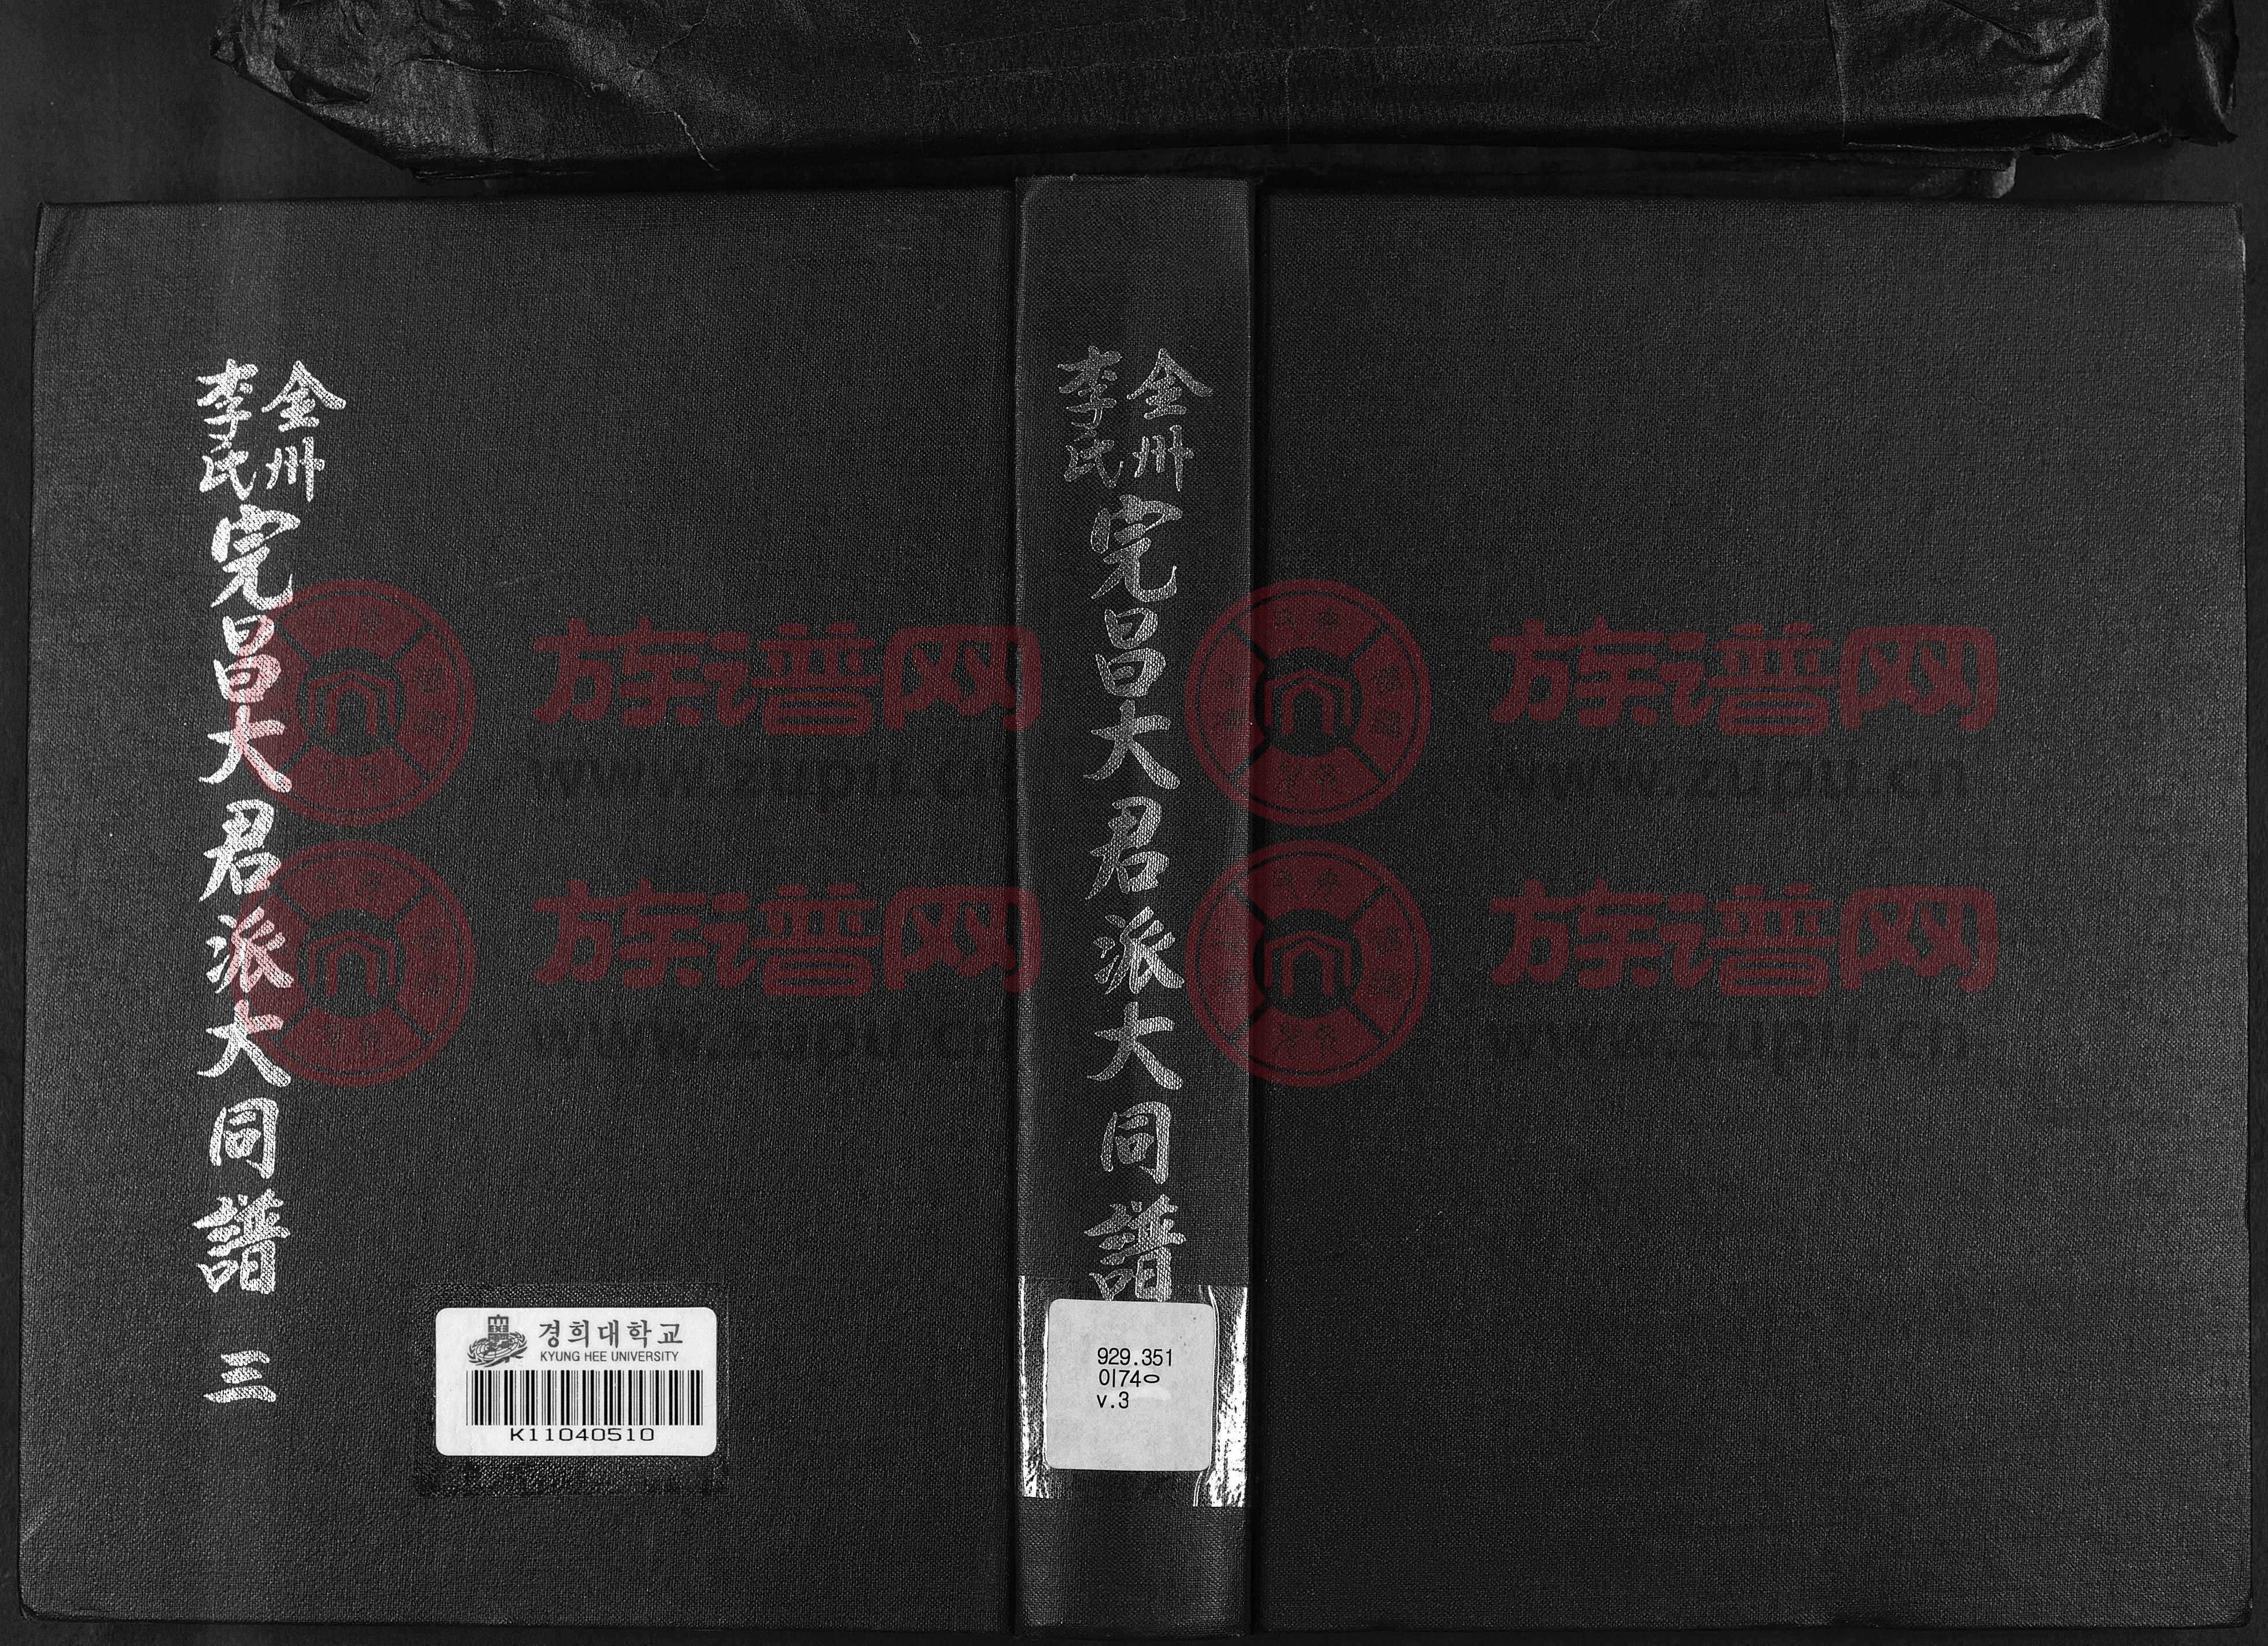 全州
李氏
完昌大君派大同譜 三
경희대학교
KYUNG HEE UNIVERSITY
K11040510
全州
李氏
完昌大君派大同譜
929.351
이74ㅇ
v.3
族谱网
www.zupu.cn
族谱网
www.zupu.cn
族谱网
www.zupu.cn
族谱网
www.zupu.cn